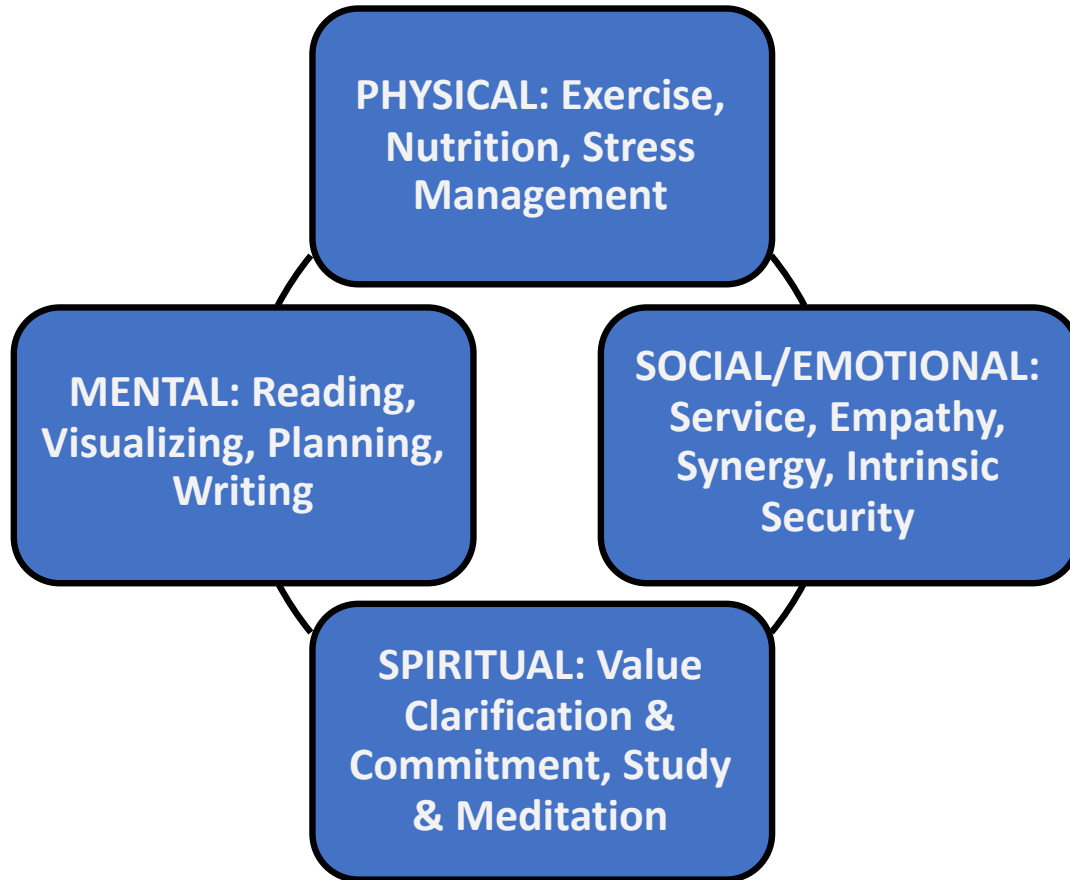 PHYSICAL: Exercise,
Nutrition, Stress
Management
MENTAL: Reading,
Visualizing, Planning,
Writing
SOCIAL/EMOTIONAL:
Service, Empathy,
Synergy, Intrinsic
Security
SPIRITUAL: Value
Clarification &
Commitment, Study
& Meditation